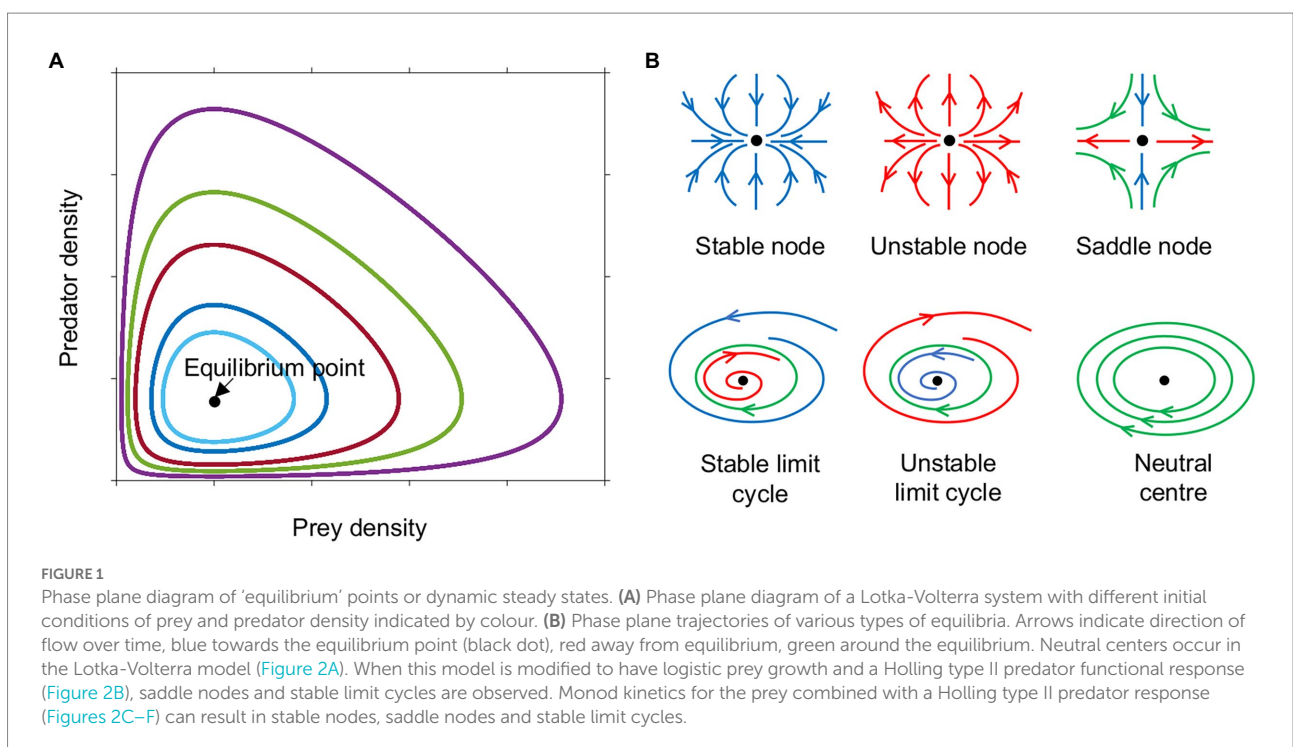 A
Predator density
Equilibrium point
Prey density
B
Stable node
Unstable node
Saddle node
Stable limit
cycle
Unstable
limit cycle
Neutral
centre
FIGURE 1
Phase plane diagram of ‘equilibrium’ points or dynamic steady states. (A) Phase plane diagram of a Lotka-Volterra system with different initial
conditions of prey and predator density indicated by colour. (B) Phase plane trajectories of various types of equilibria. Arrows indicate direction of
flow over time, blue towards the equilibrium point (black dot), red away from equilibrium, green around the equilibrium. Neutral centers occur in
the Lotka-Volterra model (Figure 2A). When this model is modified to have logistic prey growth and a Holling type II predator functional response
(Figure 2B), saddle nodes and stable limit cycles are observed. Monod kinetics for the prey combined with a Holling type II predator response
(Figures 2C–F) can result in stable nodes, saddle nodes and stable limit cycles.